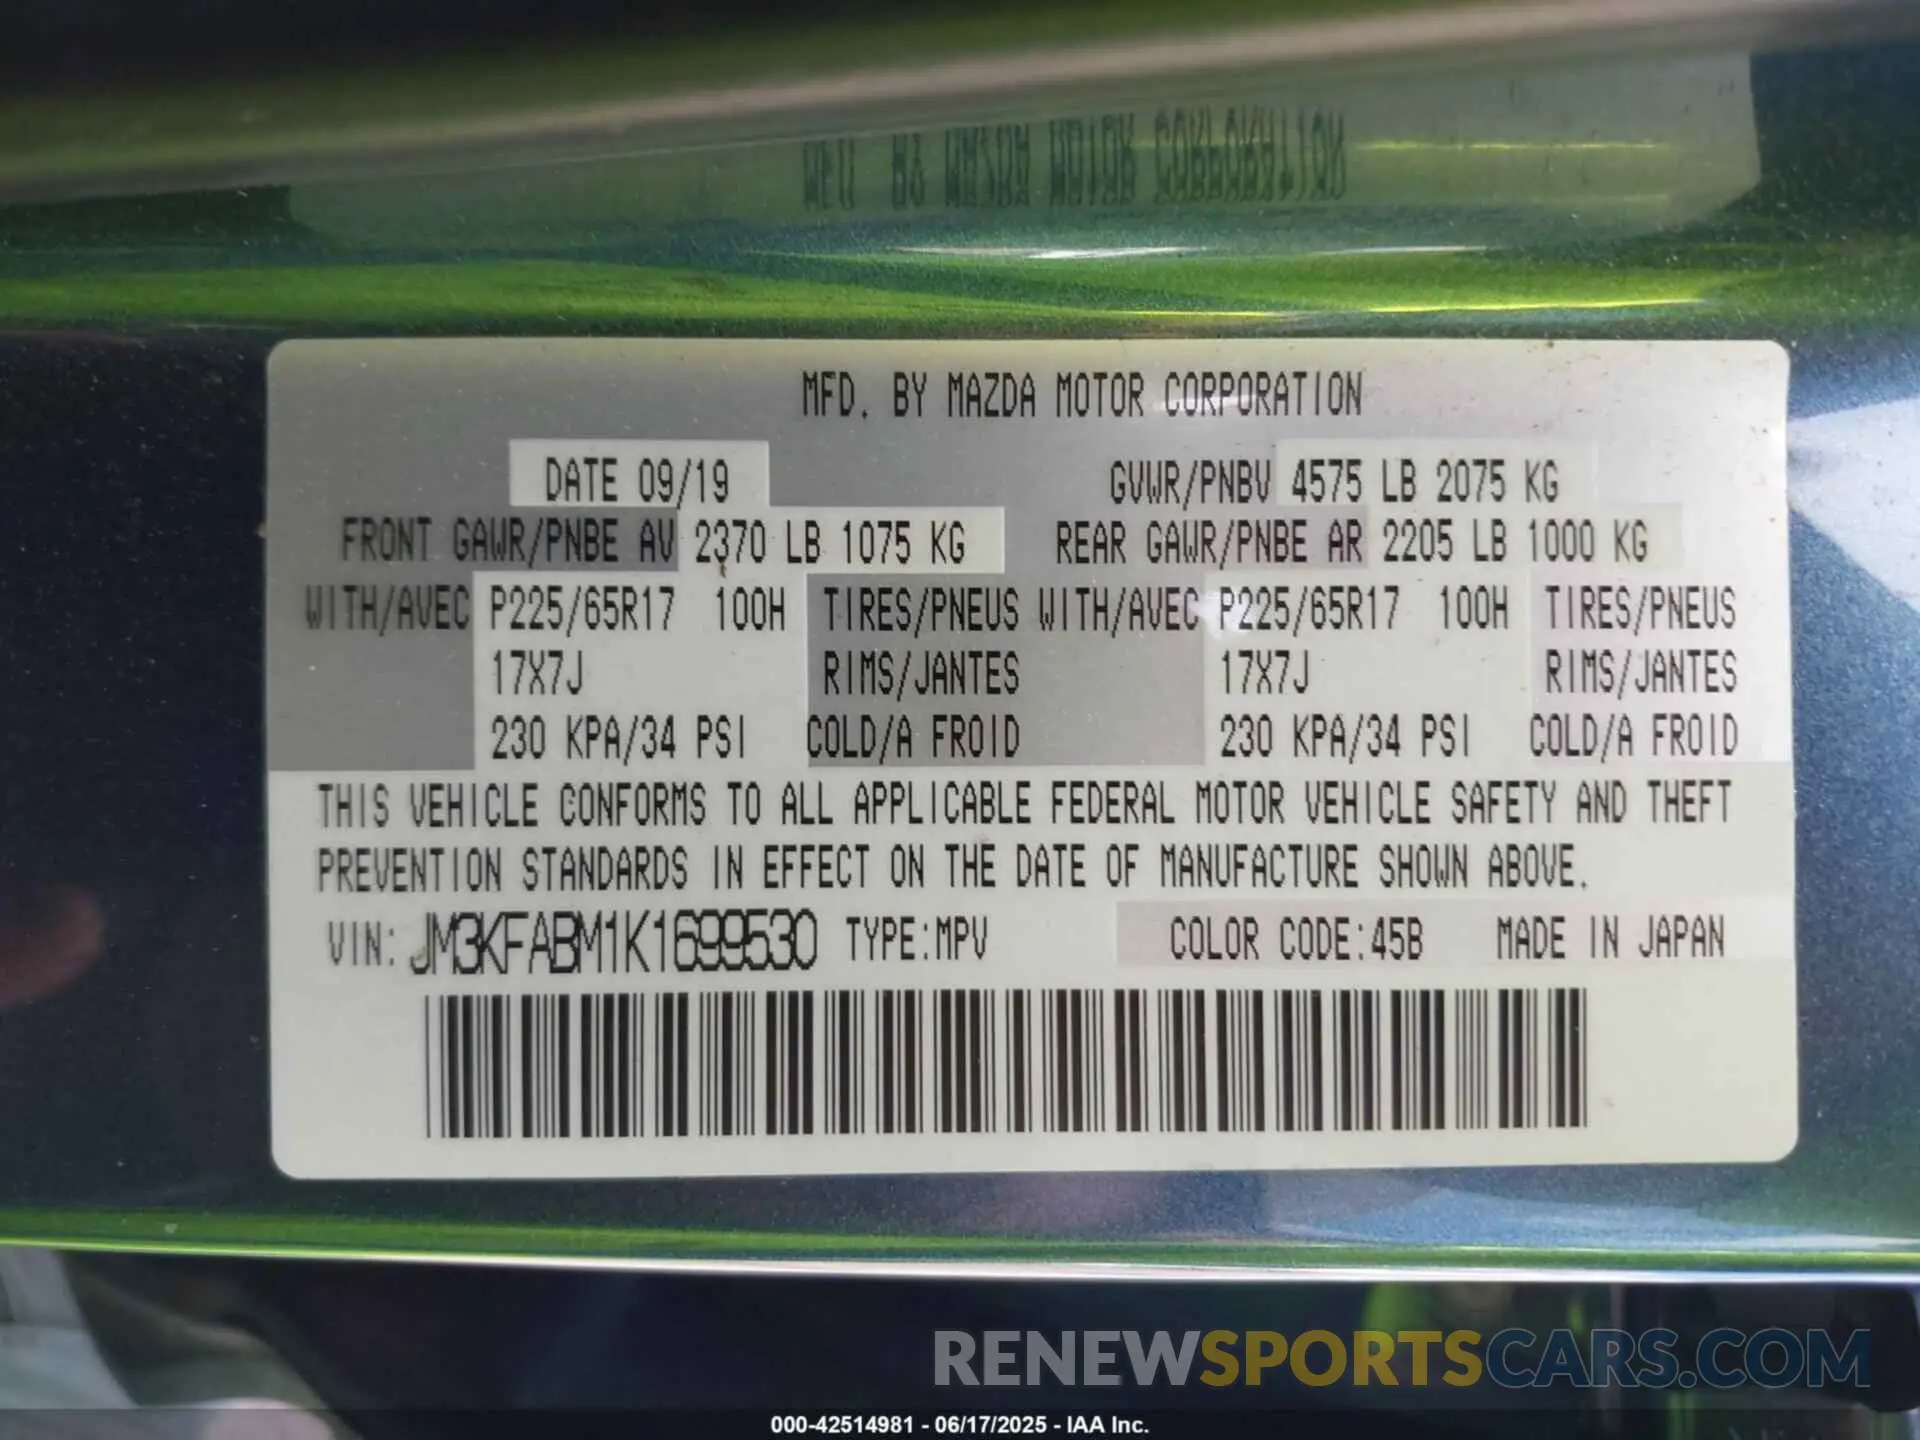 MFD. BY MAZDA MOTOR CORPORATION
DATE 09/19 GVWR/PNBV 4575 LB 2075 KG
FRONT GAWR/PNBE AV 2370 LB 1075 KG REAR GAWR/PNBE AR 2205 LB 1000 KG
WITH/AVEC P225/65R17 100H TIRES/PNEUS WITH/AVEC P225/65R17 100H TIRES/PNEUS
17X7J RIMS/JANTES 17X7J RIMS/JANTES
230 KPA/34 PSI COLD/A FROID 230 KPA/34 PSI COLD/A FROID
THIS VEHICLE CONFORMS TO ALL APPLICABLE FEDERAL MOTOR VEHICLE SAFETY AND THEFT
PREVENTION STANDARDS IN EFFECT ON THE DATE OF MANUFACTURE SHOWN ABOVE.
VIN: JM3KFABM1K1699530 TYPE:MPV COLOR CODE:45B MADE IN JAPAN
RENEWSPORTSCARS.COM
000-42514981 - 06/17/2025 - IAA Inc.